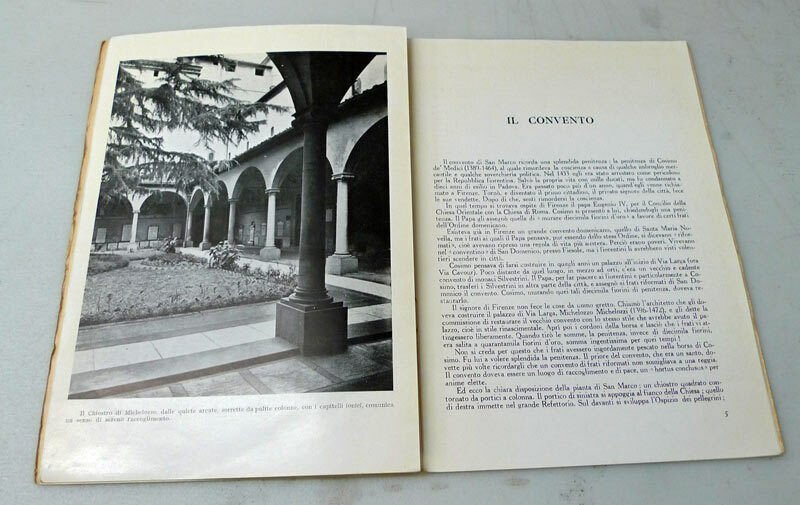 Il Chiostro di Michelozzo, dalle quiete arcate, sorrette da pulite colonne, con i capitelli ionici, comunica
un senso di sereno raccoglimento.
IL CONVENTO
Il convento di San Marco ricorda una splendida penitenza: la penitenza di Cosimo
de' Medici (1389-1464), al quale rimordeva la coscienza a causa di qualche imbroglio mer-
cantile e qualche soverchieria politica. Nel 1433 egli era stato arrestato come pericoloso
per la Repubblica fiorentina. Salvò la propria vita con mille ducati, ma fu condannato a
dieci anni di esilio in Padova. Era passato poco più d'un anno, quand'egli venne richia-
mato a Firenze. Tornò, e diventato il primo cittadino, il privato signore della città, fece
le sue vendette. Dopo di che, sentì rimordersi la coscienza.
In quel tempo si trovava ospite di Firenze il papa Eugenio IV, per il Concilio della
Chiesa Orientale con la Chiesa di Roma. Cosimo si presentò a lui, chiedendogli una peni-
tenza. Il Papa gli assegnò quella di « murare diecimila fiorini d'oro » a favore di certi frati
dell'Ordine domenicano.
Esisteva già in Firenze un grande convento domenicano, quello di Santa Maria No-
vella, ma i frati ai quali il Papa pensava, pur essendo dello stesso Ordine, si dicevano « rifor-
mati », cioè avevano ripreso una regola di vita più austera. Perciò erano poveri. Vivevano
nel « conventino » di San Domenico, presso Fiesole, ma i fiorentini li avrebbero visti volen-
tieri scendere in città.
Cosimo pensava di farsi costruire in quegli anni un palazzo all'inizio di Via Larga (ora
Via Cavour). Poco distante da quel luogo, in mezzo ad orti, c'era un vecchio e cadente
convento di monaci Silvestrini. Il Papa, per far piacere ai fiorentini e particolarmente a Co-
simo, trasferì i Silvestrini in altra parte della città, e assegnò ai frati riformati di San Do-
menico il convento. Cosimo, murando quei tali diecimila fiorini di penitenza, doveva re-
staurarlo.
Il signore di Firenze non fece le cose da uomo gretto. Chiamò l'architetto che gli do-
veva costruire il palazzo di Via Larga, Michelozzo Michelozzi (1396-1472), e gli dette la
commissione di restaurare il vecchio convento con lo stesso stile che avrebbe avuto il pa-
lazzo, cioè in stile rinascimentale. Aprì poi i cordoni della borsa e lasciò che i frati vi at-
tingessero liberamente. Quando tirò le somme, la penitenza, invece di diecimila fiorini,
era salita a quarantamila fiorini d'oro, somma ingentissima per quei tempi!
Non si creda per questo che i frati avessero ingordamente pescato nella borsa di Co-
simo. Fu lui a volere splendida la penitenza. Il priore del convento, che era un santo, do-
vette più volte ricordargli che un convento di frati riformati non somigliava a una reggia.
Il convento doveva essere un luogo di raccoglimento e di pace, un « hortus conclusus » per
anime elette.
Ed ecco la chiara disposizione della pianta di San Marco: un chiostro quadrato con-
tornato da portici a colonna. Il portico di sinistra si appoggia al fianco della Chiesa; quello
di destra immette nel grande Refettorio. Sul davanti si sviluppa l'Ospizio dei pellegrini;
5